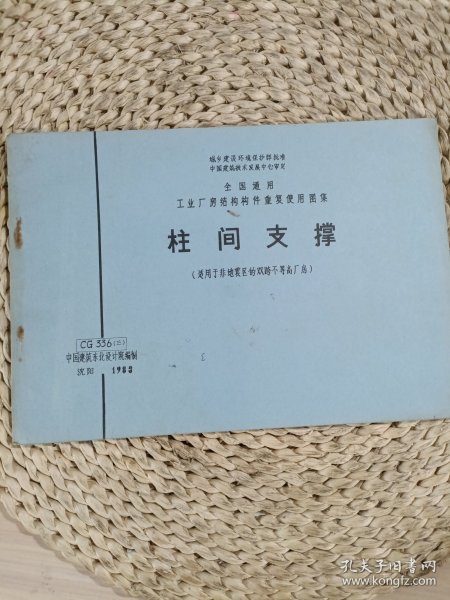 城乡建设环境保护部批准
中国建筑技术发展中心审定
全国通用
工业厂房结构构件重复使用图集
柱间支撑
(适用于非地震区的双跨不等高厂房)
CG 336(二)
中国建筑东北设计院编制
沈阳 1983
孔夫子旧书网
www.kongfz.com